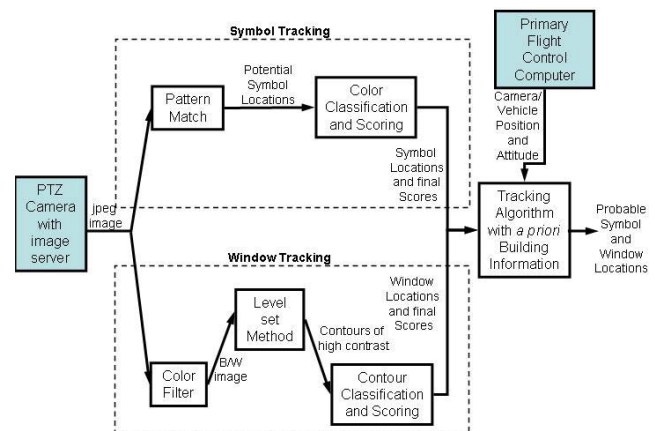 Symbol Tracking
Primary
Flight
Control
Computer
Potential
Symbol
Locations
Pattern
Match
Color
Classification
and Scoring
Camera/
Vehicle
Position
and
Attitude
Symbol
Locations
and final
Scores
PTZ
Camera
with
image
server
jpeg
image
Tracking
Algorithm
with a priori
Building
Information
Probable
Symbol
and
Window
Locations
Window Tracking
Window
Locations
and final
Scores
Level
set
Method
Contours of
high contrast
B/W
image
Color
Filter
Contour
Classification
and Scoring